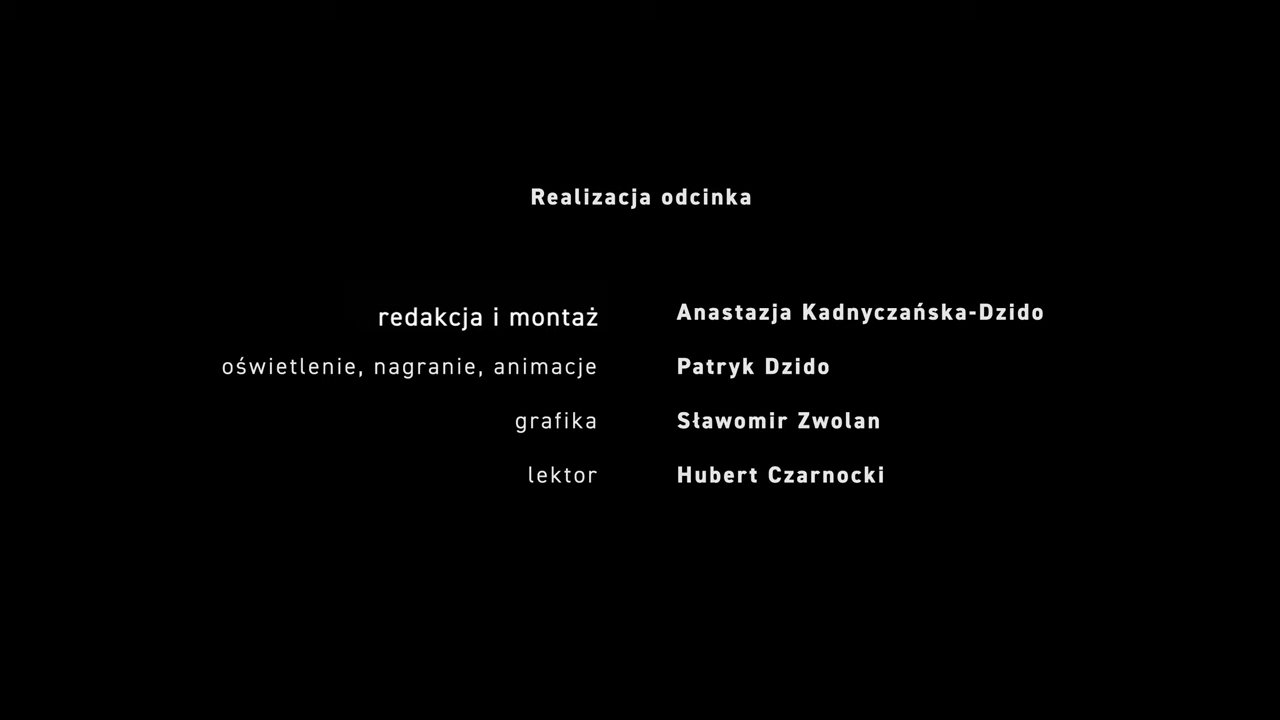 Realizacja odcinka
redakcja i montaż Anastazja Kadnyczańska-Dzido
oświetlenie, nagranie, animacje Patryk Dzido
grafika Sławomir Zwolan
lektor Hubert Czarnocki